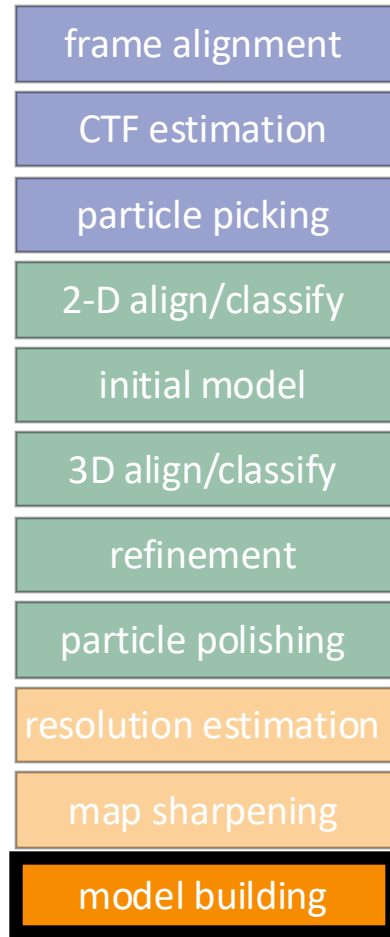 frame alignment
CTF estimation
particle picking
2-D align/classify
initial model
3D align/classify
refinement
particle polishing
resolution estimation
map sharpening
model building